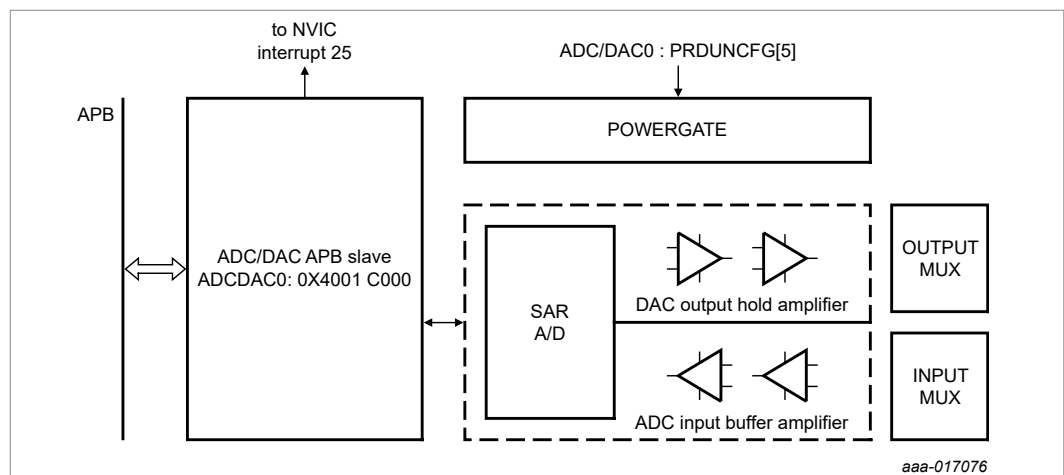 to NVIC
interrupt 25
ADC/DAC0 : PRDUNCFG[5]
APB
POWERGATE
ADC/DAC APB slave
ADCDAC0: 0X4001 C000
SAR
A/D
DAC output hold amplifier
OUTPUT
MUX
ADC input buffer amplifier
INPUT
MUX
aaa-017076